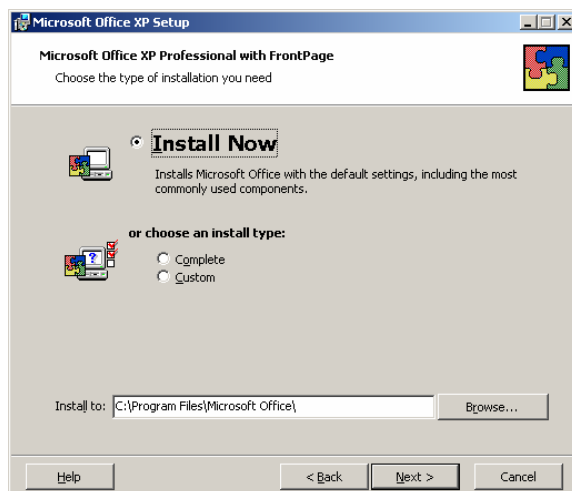 Microsoft Office XP Setup
Microsoft Office XP Professional with FrontPage
Choose the type of installation you need
Install Now
Installs Microsoft Office with the default settings, including the most
commonly used components.
or choose an install type:
?
Complete
Custom
Install to: C:\Program Files\Microsoft Office\ Browse...
Help < Back Next > Cancel